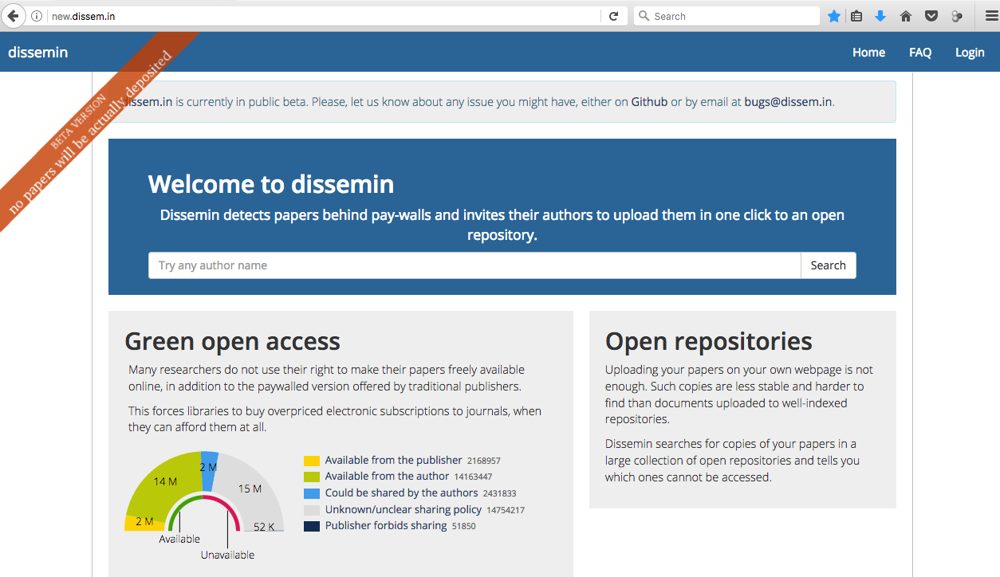 new.dissem.in
Search
dissemin
Home
FAQ
Login
BETA VERSION
no papers will be actually deposited
dissem.in is currently in public beta. Please, let us know about any issue you might have, either on Github or by email at bugs@dissem.in.
Welcome to dissemin
Dissemin detects papers behind pay-walls and invites their authors to upload them in one click to an open
repository.
Try any author name
Search
Green open access
Many researchers do not use their right to make their papers freely available
online, in addition to the paywalled version offered by traditional publishers.
This forces libraries to buy overpriced electronic subscriptions to journals, when
they can afford them at all.
2 M
14 M
2 M
15 M
52 K
Available
Unavailable
Available from the publisher 2168957
Available from the author 14163447
Could be shared by the authors 2431833
Unknown/unclear sharing policy 14754217
Publisher forbids sharing 51850
Open repositories
Uploading your papers on your own webpage is not
enough. Such copies are less stable and harder to
find than documents uploaded to well-indexed
repositories.
Dissemin searches for copies of your papers in a
large collection of open repositories and tells you
which ones cannot be accessed.